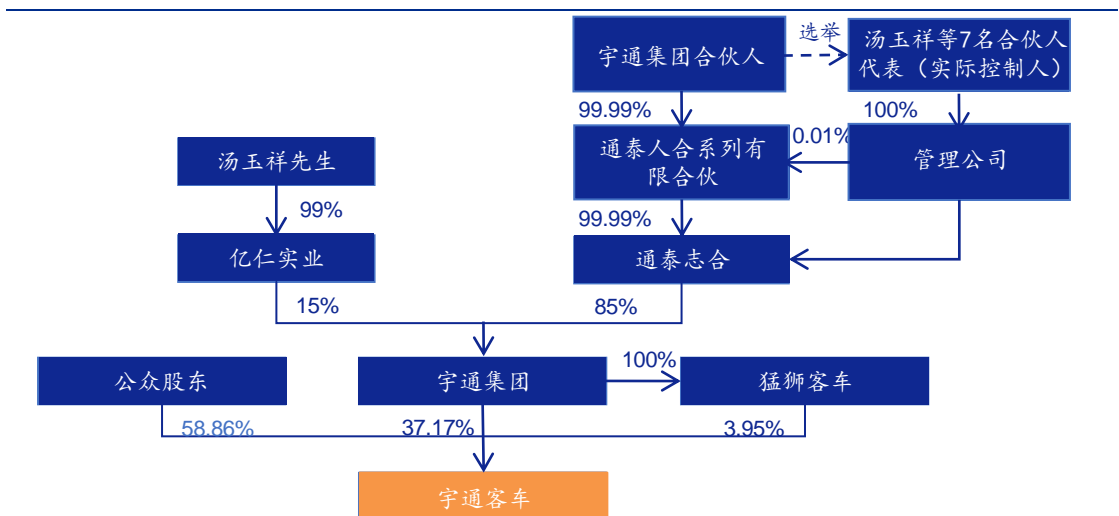 选举
宇通集团合伙人
汤玉祥等7名合伙人
代表（实际控制人）
99.99%
100%
0.01%
汤玉祥先生
通泰人合系列有
限合伙
管理公司
99%
99.99%
亿仁实业
通泰志合
15%
85%
公众股东
宇通集团
100%
猛狮客车
58.86%
37.17%
3.95%
宇通客车